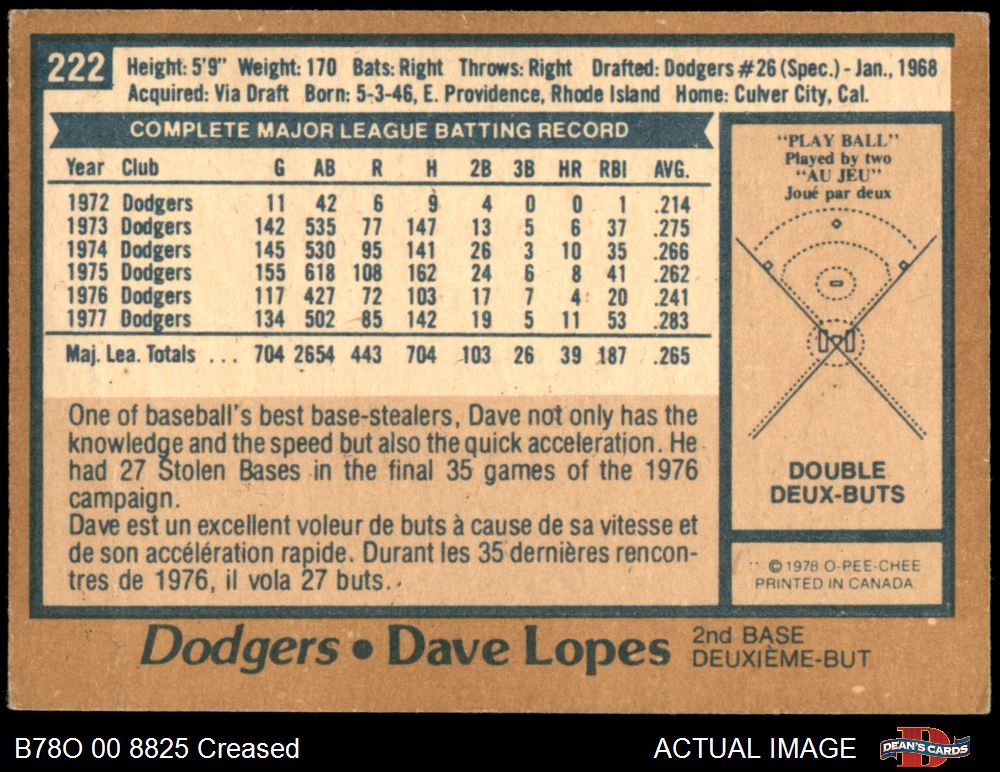 222
Height: 5'9" Weight: 170 Bats: Right Throws: Right Drafted: Dodgers #26 (Spec.) - Jan., 1968
Acquired: Via Draft Born: 5-3-46, E. Providence, Rhode Island Home: Culver City, Cal.
COMPLETE MAJOR LEAGUE BATTING RECORD
Year Club G AB R H 2B 3B HR RBI AVG.
1972 Dodgers 11 42 6 9 4 0 0 1 .214
1973 Dodgers 142 535 77 147 13 5 6 37 .275
1974 Dodgers 145 530 95 141 26 3 10 35 .266
1975 Dodgers 155 618 108 162 24 6 8 41 .262
1976 Dodgers 117 427 72 103 17 7 4 20 .241
1977 Dodgers 134 502 85 142 19 5 11 53 .283
Maj. Lea. Totals ... 704 2654 443 704 103 26 39 187 .265
One of baseball's best base-stealers, Dave not only has the
knowledge and the speed but also the quick acceleration. He
had 27 Stolen Bases in the final 35 games of the 1976
campaign.
Dave est un excellent voleur de buts à cause de sa vitesse et
de son accélération rapide. Durant les 35 dernières rencon-
tres de 1976, il vola 27 buts.
"PLAY BALL"
Played by two
"AU JEU"
Joué par deux
DOUBLE
DEUX-BUTS
© 1978 O-PEE-CHEE
PRINTED IN CANADA
Dodgers • Dave Lopes
2nd BASE
DEUXIÈME-BUT
B78O 00 8825 Creased
ACTUAL IMAGE
DEAN'S CARDS